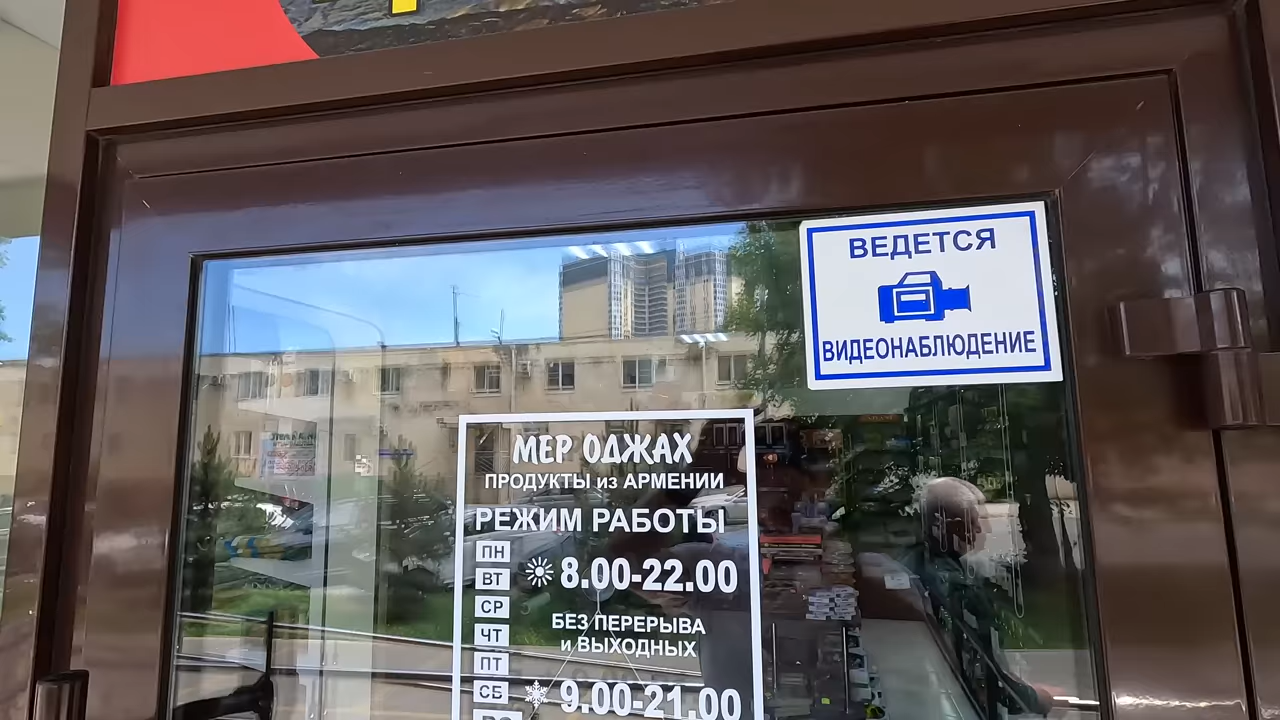 ВЕДЕТСЯ
ВИДЕОНАБЛЮДЕНИЕ
МЕР ОДЖАХ
ПРОДУКТЫ из АРМЕНИИ
РЕЖИМ РАБОТЫ
ПН
ВТ
8.00-22.00
СР
ЧТ
БЕЗ ПЕРЕРЫВА
и ВЫХОДНЫХ
ПТ
СБ
9.00-21.00